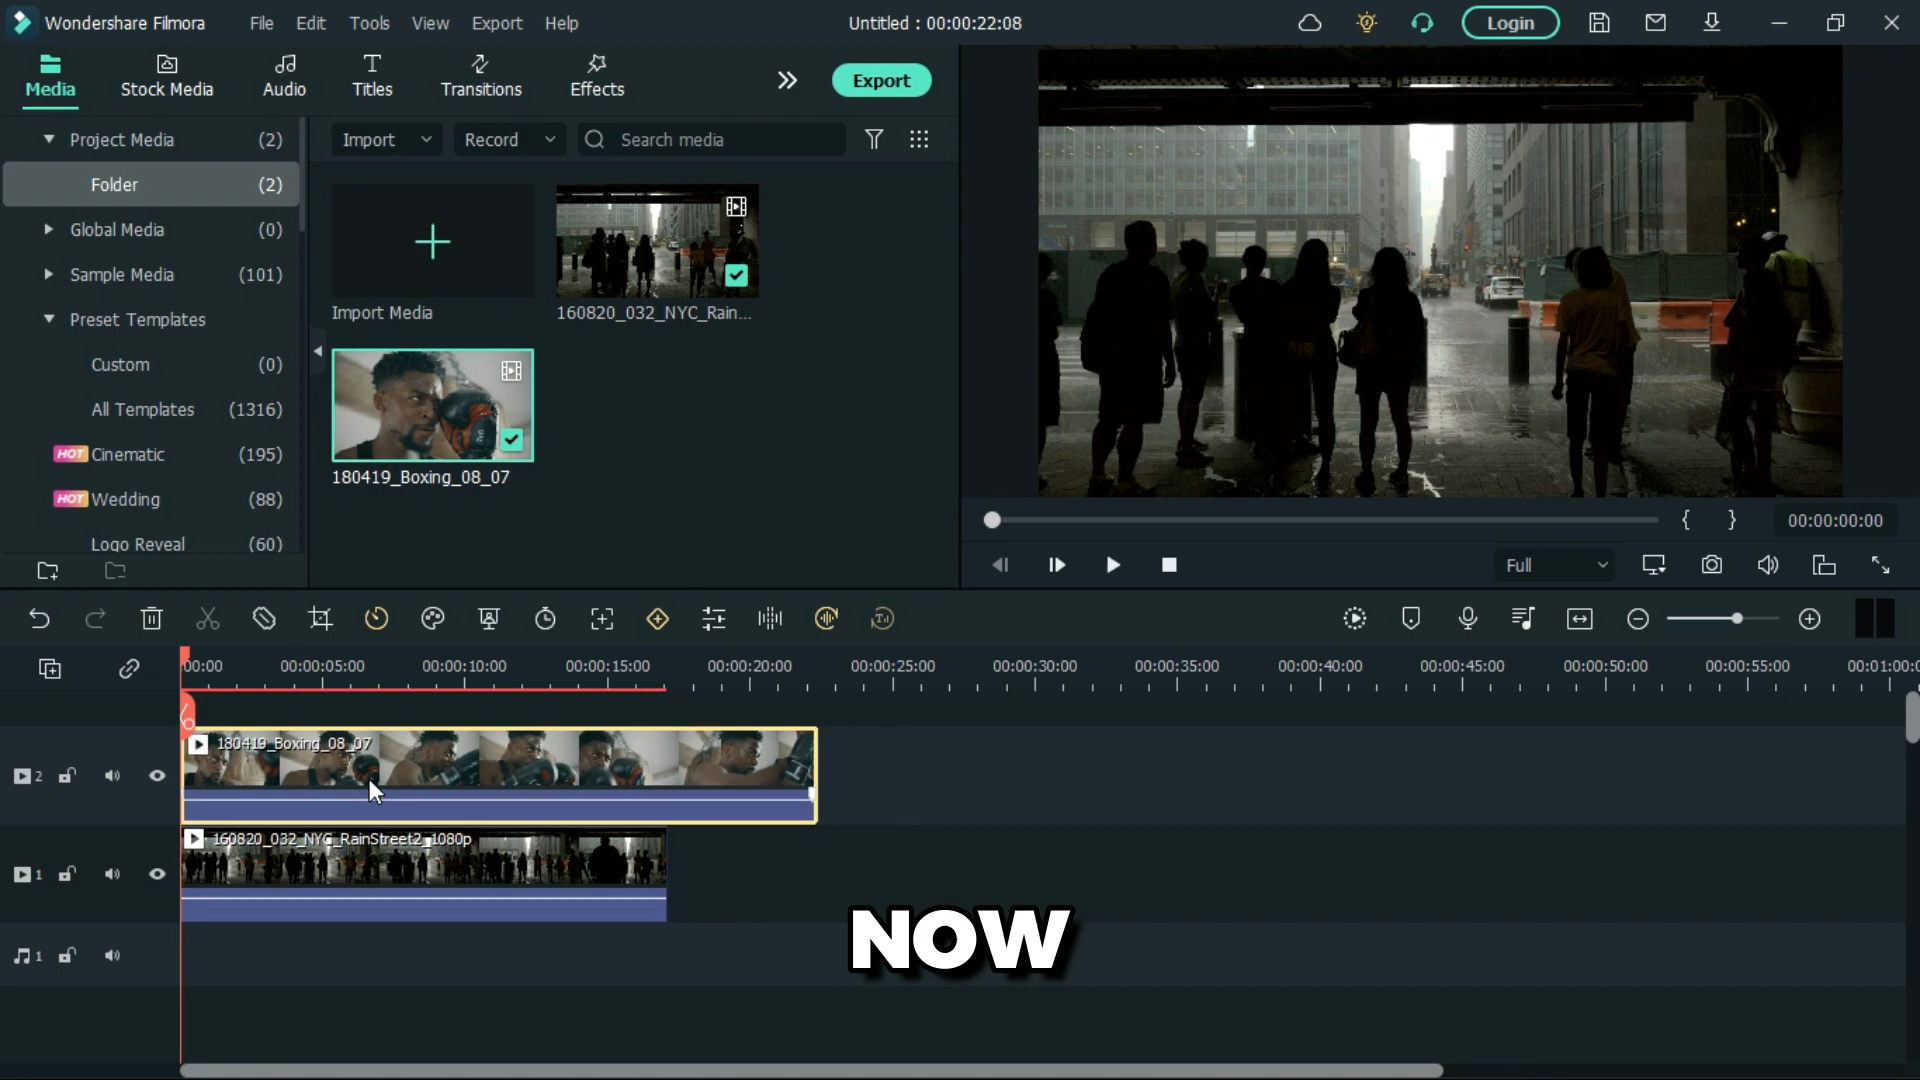 Wondershare Filmora
File Edit Tools View Export Help
Untitled : 00:00:22:08
Login
Media
Stock Media
Audio
Titles
Transitions
Effects
Export
Project Media (2)
Folder (2)
Global Media (0)
Sample Media (101)
Preset Templates
Custom (0)
All Templates (1316)
HOT Cinematic (195)
HOT Wedding (88)
Logo Reveal (60)
Import
Record
Search media
Import Media
160820_032_NYC_Rain...
180419_Boxing_08_07
00:00:00:00
Full
00:00 00:00:05:00 00:00:10:00 00:00:15:00 00:00:20:00 00:00:25:00 00:00:30:00 00:00:35:00 00:00:40:00 00:00:45:00 00:00:50:00 00:00:55:00 00:01:00:0
2
180419_Boxing_08_07
1
160820_032_NYC_RainStreet2_1080p
1
NOW